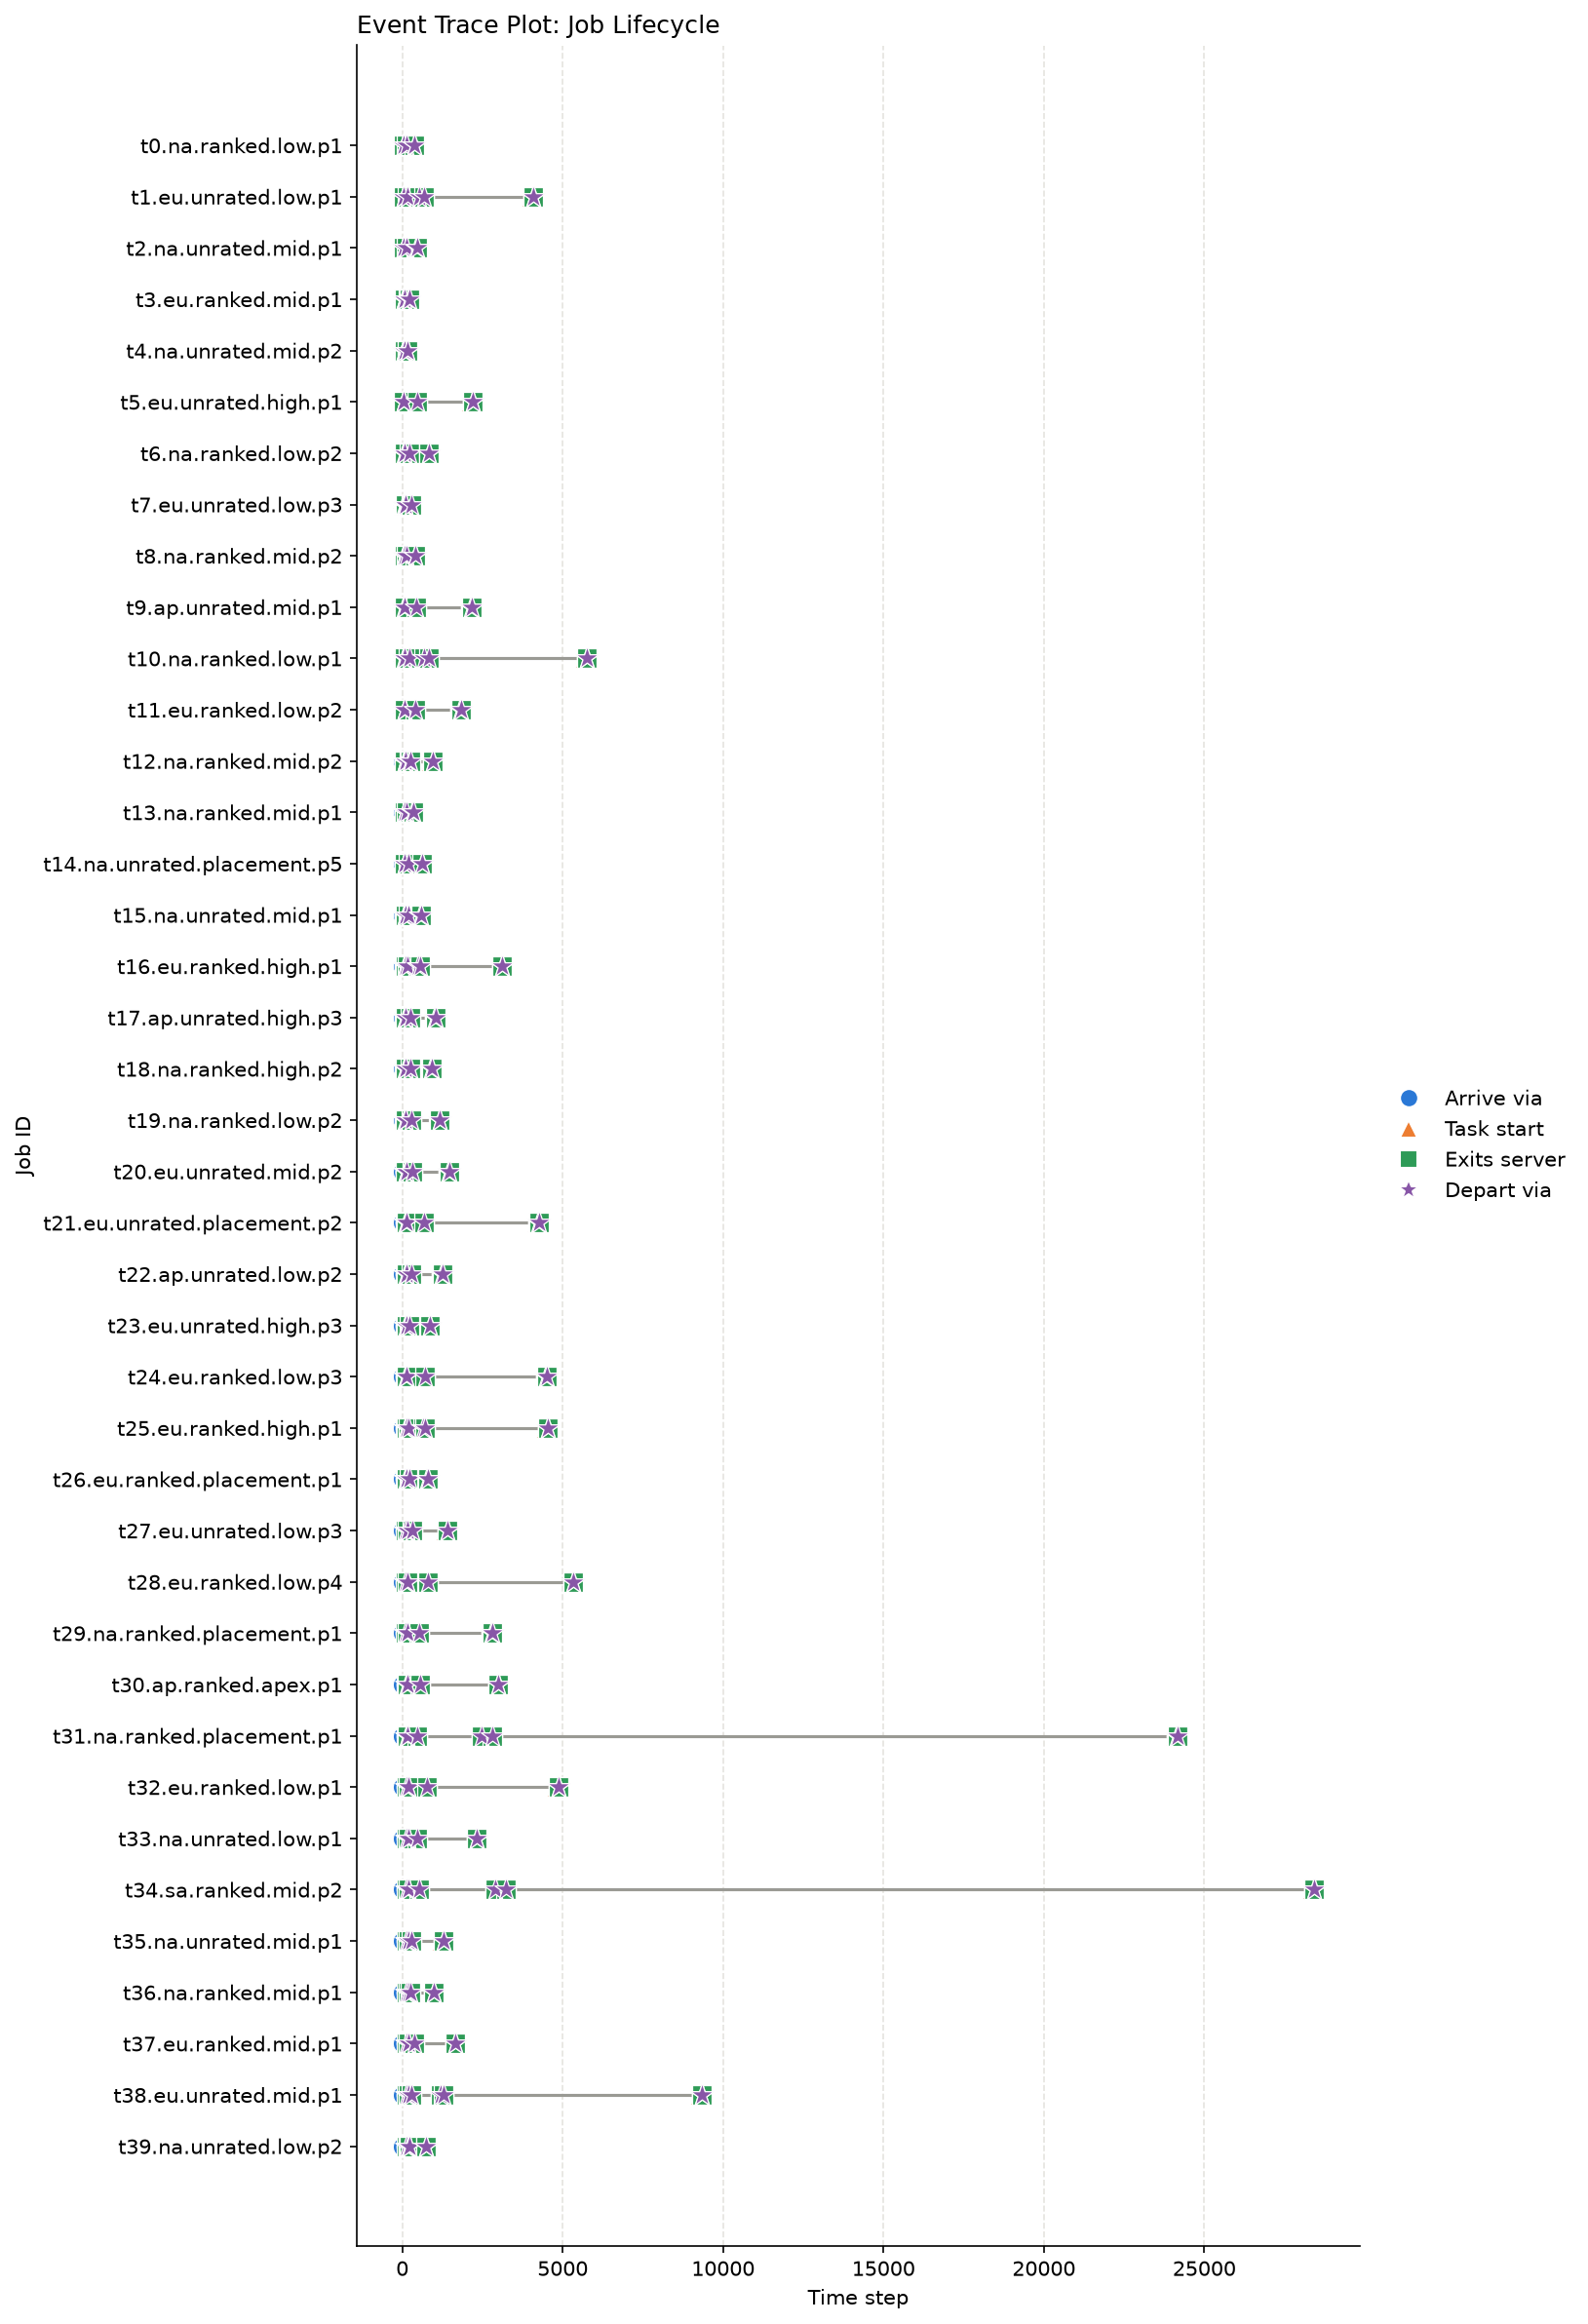 Event Trace Plot: Job Lifecycle
t0.na.ranked.low.p1
t1.eu.unrated.low.p1
t2.na.unrated.mid.p1
t3.eu.ranked.mid.p1
t4.na.unrated.mid.p2
t5.eu.unrated.high.p1
t6.na.ranked.low.p2
t7.eu.unrated.low.p3
t8.na.ranked.mid.p2
t9.ap.unrated.mid.p1
t10.na.ranked.low.p1
t11.eu.ranked.low.p2
t12.na.ranked.mid.p2
t13.na.ranked.mid.p1
t14.na.unrated.placement.p5
t15.na.unrated.mid.p1
t16.eu.ranked.high.p1
t17.ap.unrated.high.p3
t18.na.ranked.high.p2
t19.na.ranked.low.p2
t20.eu.unrated.mid.p2
t21.eu.unrated.placement.p2
t22.ap.unrated.low.p2
t23.eu.unrated.high.p3
t24.eu.ranked.low.p3
t25.eu.ranked.high.p1
t26.eu.ranked.placement.p1
t27.eu.unrated.low.p3
t28.eu.ranked.low.p4
t29.na.ranked.placement.p1
t30.ap.ranked.apex.p1
t31.na.ranked.placement.p1
t32.eu.ranked.low.p1
t33.na.unrated.low.p1
t34.sa.ranked.mid.p2
t35.na.unrated.mid.p1
t36.na.ranked.mid.p1
t37.eu.ranked.mid.p1
t38.eu.unrated.mid.p1
t39.na.unrated.low.p2
Job ID
0
5000
10000
15000
20000
25000
Time step
Arrive via
Task start
Exits server
Depart via